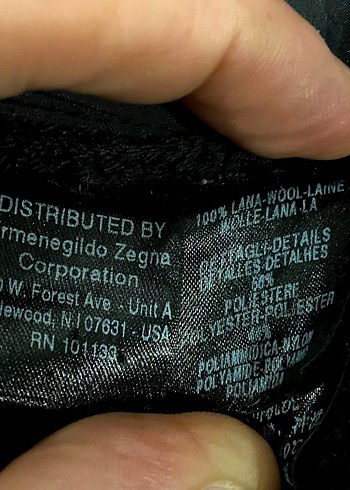 DISTRIBUTED BY
rmenegildo Zegna
Corporation
W. Forest Ave Unit A
lewood, NJ 07631 - USA
RN 101133
100% LANA-WOOL-LAINE
WOLLE-LANA-LA
DETTAGLI-DETAILS
DETALLES-DETALHES
POLIESTERE
POLYESTER-POLYESTER
POLIAMMIDICA-NYLON
POLYAMIDE-
POLIAMIDA